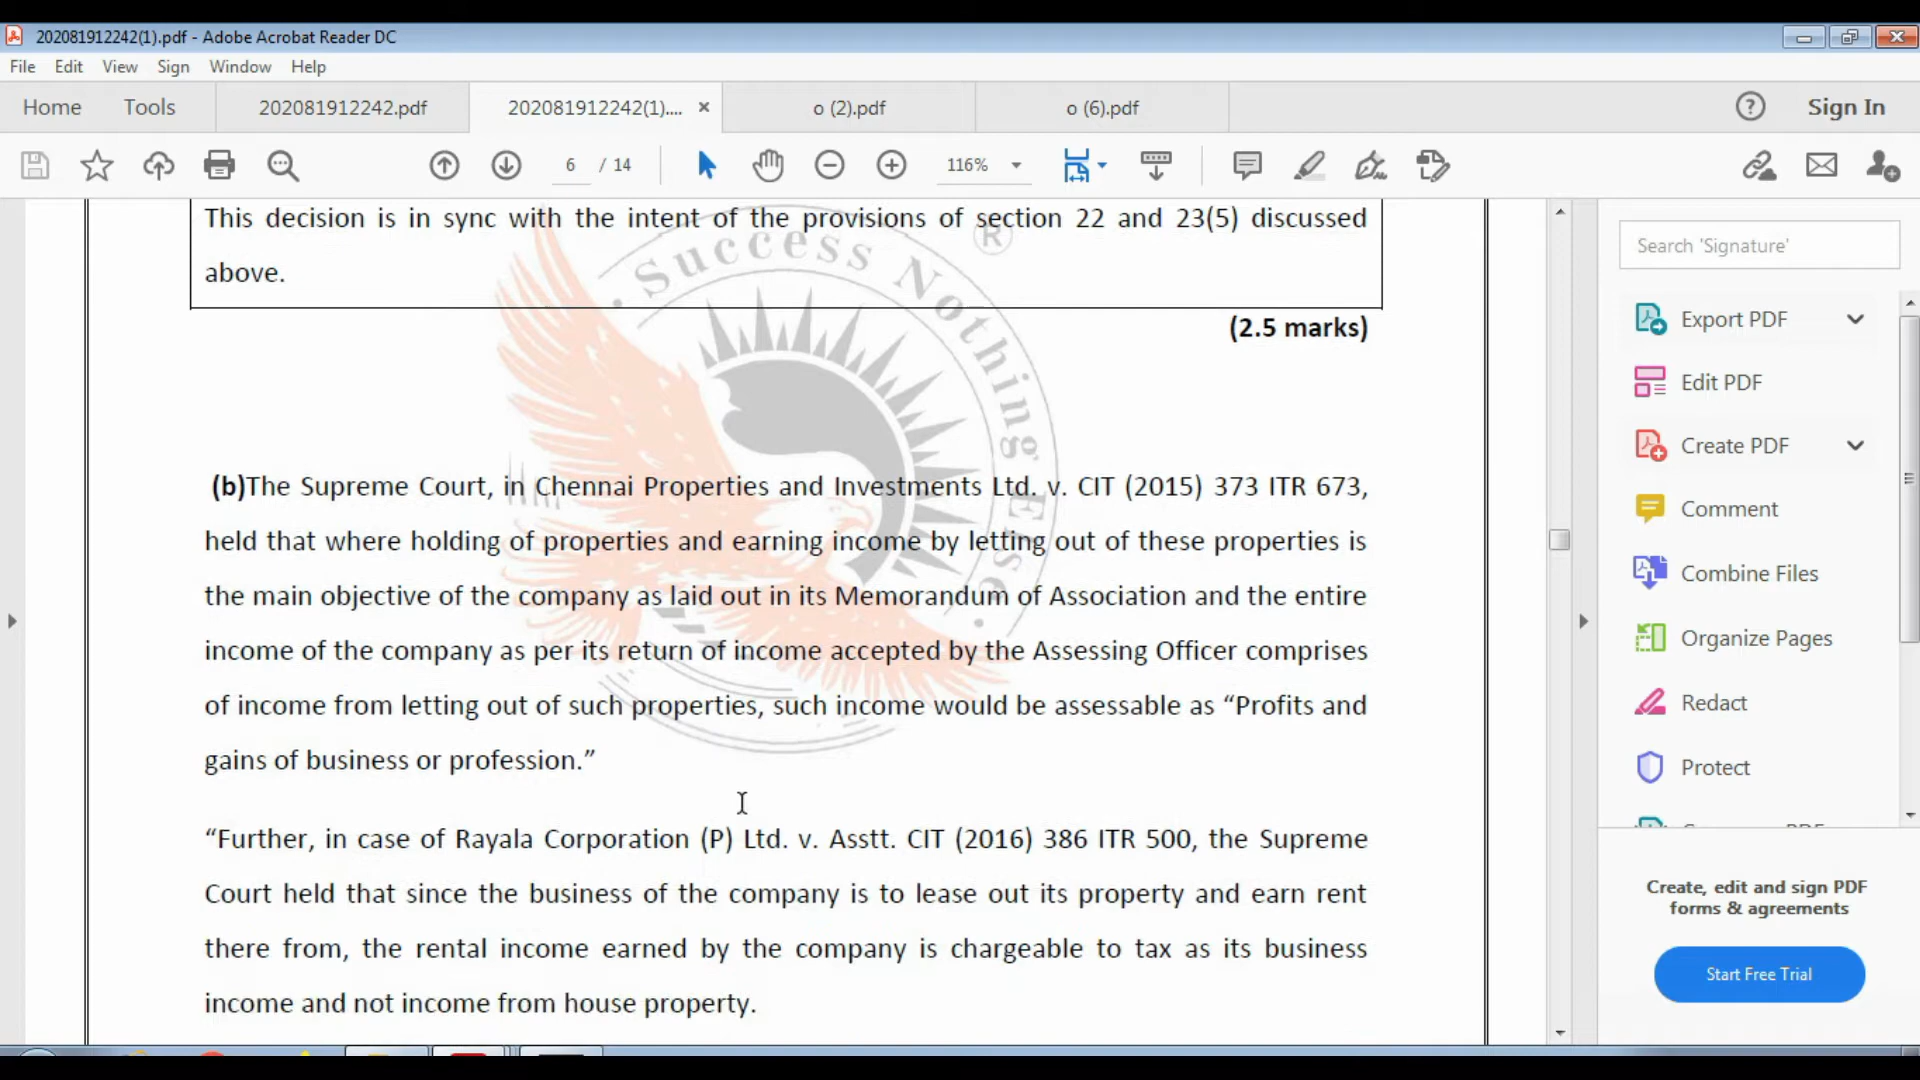 202081912242(1).pdf - Adobe Acrobat Reader DC
File Edit View Sign Window Help
Home Tools 202081912242.pdf 202081912242(1).... × o (2).pdf o (6).pdf ? Sign In
6 / 14 116%
This decision is in sync with the intent of the provisions of section 22 and 23(5) discussed
above.
(2.5 marks)
· Success Nothing Else · ®
(b)The Supreme Court, in Chennai Properties and Investments Ltd. v. CIT (2015) 373 ITR 673,
held that where holding of properties and earning income by letting out of these properties is
the main objective of the company as laid out in its Memorandum of Association and the entire
income of the company as per its return of income accepted by the Assessing Officer comprises
of income from letting out of such properties, such income would be assessable as “Profits and
gains of business or profession.”
“Further, in case of Rayala Corporation (P) Ltd. v. Asstt. CIT (2016) 386 ITR 500, the Supreme
Court held that since the business of the company is to lease out its property and earn rent
there from, the rental income earned by the company is chargeable to tax as its business
income and not income from house property.
Search 'Signature'
Export PDF
Edit PDF
Create PDF
Comment
Combine Files
Organize Pages
Redact
Protect
Create, edit and sign PDF
forms & agreements
Start Free Trial